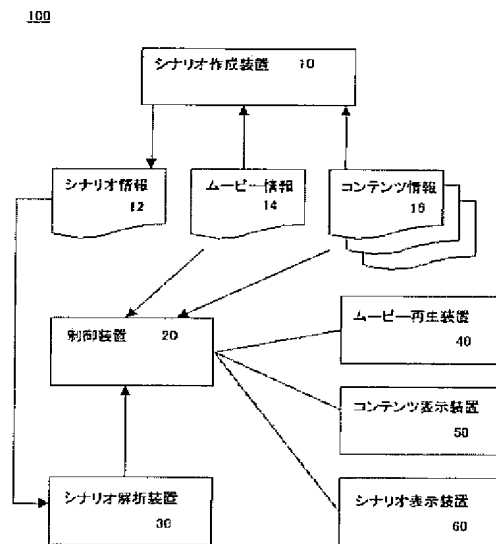 100
シナリオ作成装置 10
シナリオ情報
12
ムービー情報
14
コンテンツ情報
16
制御装置 20
ムービー再生装置
40
コンテンツ表示装置
50
シナリオ解析装置
30
シナリオ表示装置
60